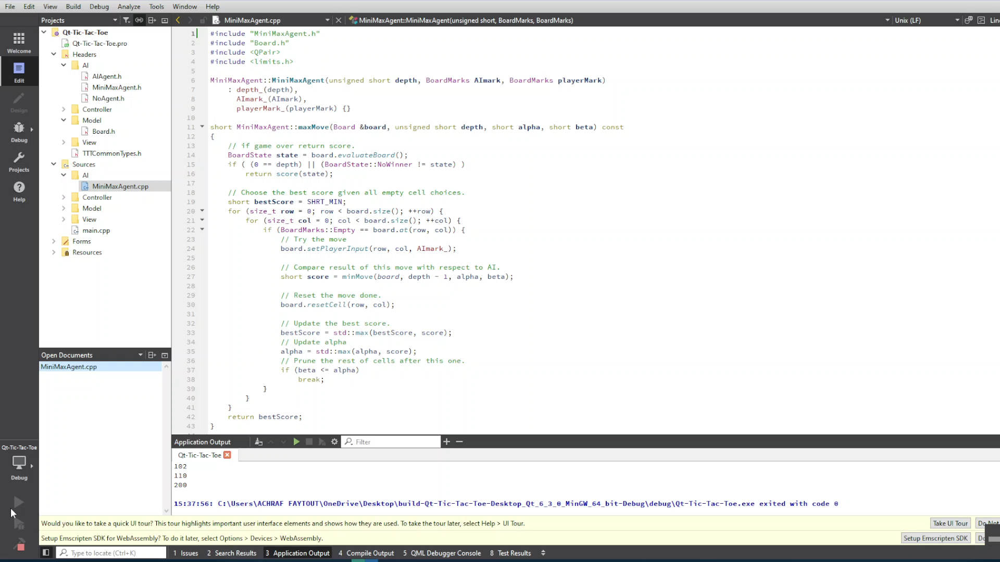 File Edit View Build Debug Analyze Tools Window Help
Projects
MiniMaxAgent.cpp
MiniMaxAgent::MiniMaxAgent(unsigned short, BoardMarks, BoardMarks)
Unix (LF)
Welcome
Edit
Design
Debug
Projects
Help
Qt-Tic-Tac-Toe
Debug
Qt-Tic-Tac-Toe
Qt-Tic-Tac-Toe.pro
Headers
AI
AIAgent.h
MiniMaxAgent.h
NoAgent.h
Controller
Model
Board.h
View
TTTCommonTypes.h
Sources
AI
MiniMaxAgent.cpp
Controller
Model
View
main.cpp
Forms
Resources
Open Documents
MiniMaxAgent.cpp
1 #include "MiniMaxAgent.h"
2 #include "Board.h"
3 #include <QPair>
4 #include <limits.h>
5
6 MiniMaxAgent::MiniMaxAgent(unsigned short depth, BoardMarks AImark, BoardMarks playerMark)
7 : depth_(depth),
8 AImark_(AImark),
9 playerMark_(playerMark) {}
10
11 short MiniMaxAgent::maxMove(Board &board, unsigned short depth, short alpha, short beta) const
12 {
13 // if game over return score.
14 BoardState state = board.evaluateBoard();
15 if ( (0 == depth) || (BoardState::NoWinner != state) )
16 return score(state);
17
18 // Choose the best score given all empty cell choices.
19 short bestScore = SHRT_MIN;
20 for (size_t row = 0; row < board.size(); ++row) {
21 for (size_t col = 0; col < board.size(); ++col) {
22 if (BoardMarks::Empty == board.at(row, col)) {
23 // Try the move
24 board.setPlayerInput(row, col, AImark_);
25
26 // Compare result of this move with respect to AI.
27 short score = minMove(board, depth - 1, alpha, beta);
28
29 // Reset the move done.
30 board.resetCell(row, col);
31
32 // Update the best score.
33 bestScore = std::max(bestScore, score);
34 // Update alpha
35 alpha = std::max(alpha, score);
36 // Prune the rest of cells after this one.
37 if (beta <= alpha)
38 break;
39 }
40 }
41 }
42 return bestScore;
43 }
Application Output
Filter
Qt-Tic-Tac-Toe
102
110
200
15:37:56: C:\Users\ACHRAF FAYTOUT\OneDrive\Desktop\build-Qt-Tic-Tac-Toe-Desktop_Qt_6_3_0_MinGW_64_bit-Debug\debug\Qt-Tic-Tac-Toe.exe exited with code 0
Would you like to take a quick UI tour? This tour highlights important user interface elements and shows how they are used. To take the tour later, select Help > UI Tour.
Take UI Tour
Setup Emscripten SDK for WebAssembly? To do it later, select Options > Devices > WebAssembly.
Setup Emscripten SDK
Type to locate (Ctrl+K)
1 Issues 2 Search Results 3 Application Output 4 Compile Output 5 QML Debugger Console 8 Test Results